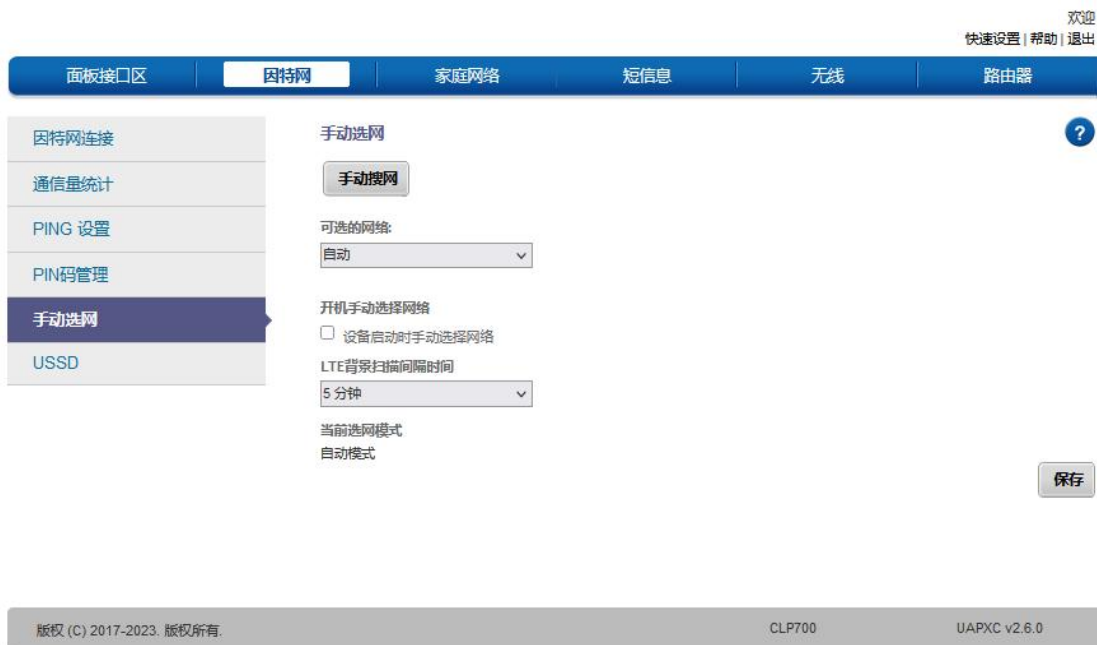 欢迎
快速设置 | 帮助 | 退出
面板接口区 因特网 家庭网络 短信息 无线 路由器
因特网连接
通信量统计
PING 设置
PIN码管理
手动选网
USSD
手动选网
?
手动搜网
可选的网络:
自动
开机手动选择网络
设备启动时手动选择网络
LTE背景扫描间隔时间
5 分钟
当前选网模式
自动模式
保存
版权 (C) 2017-2023. 版权所有. CLP700 UAPXC v2.6.0